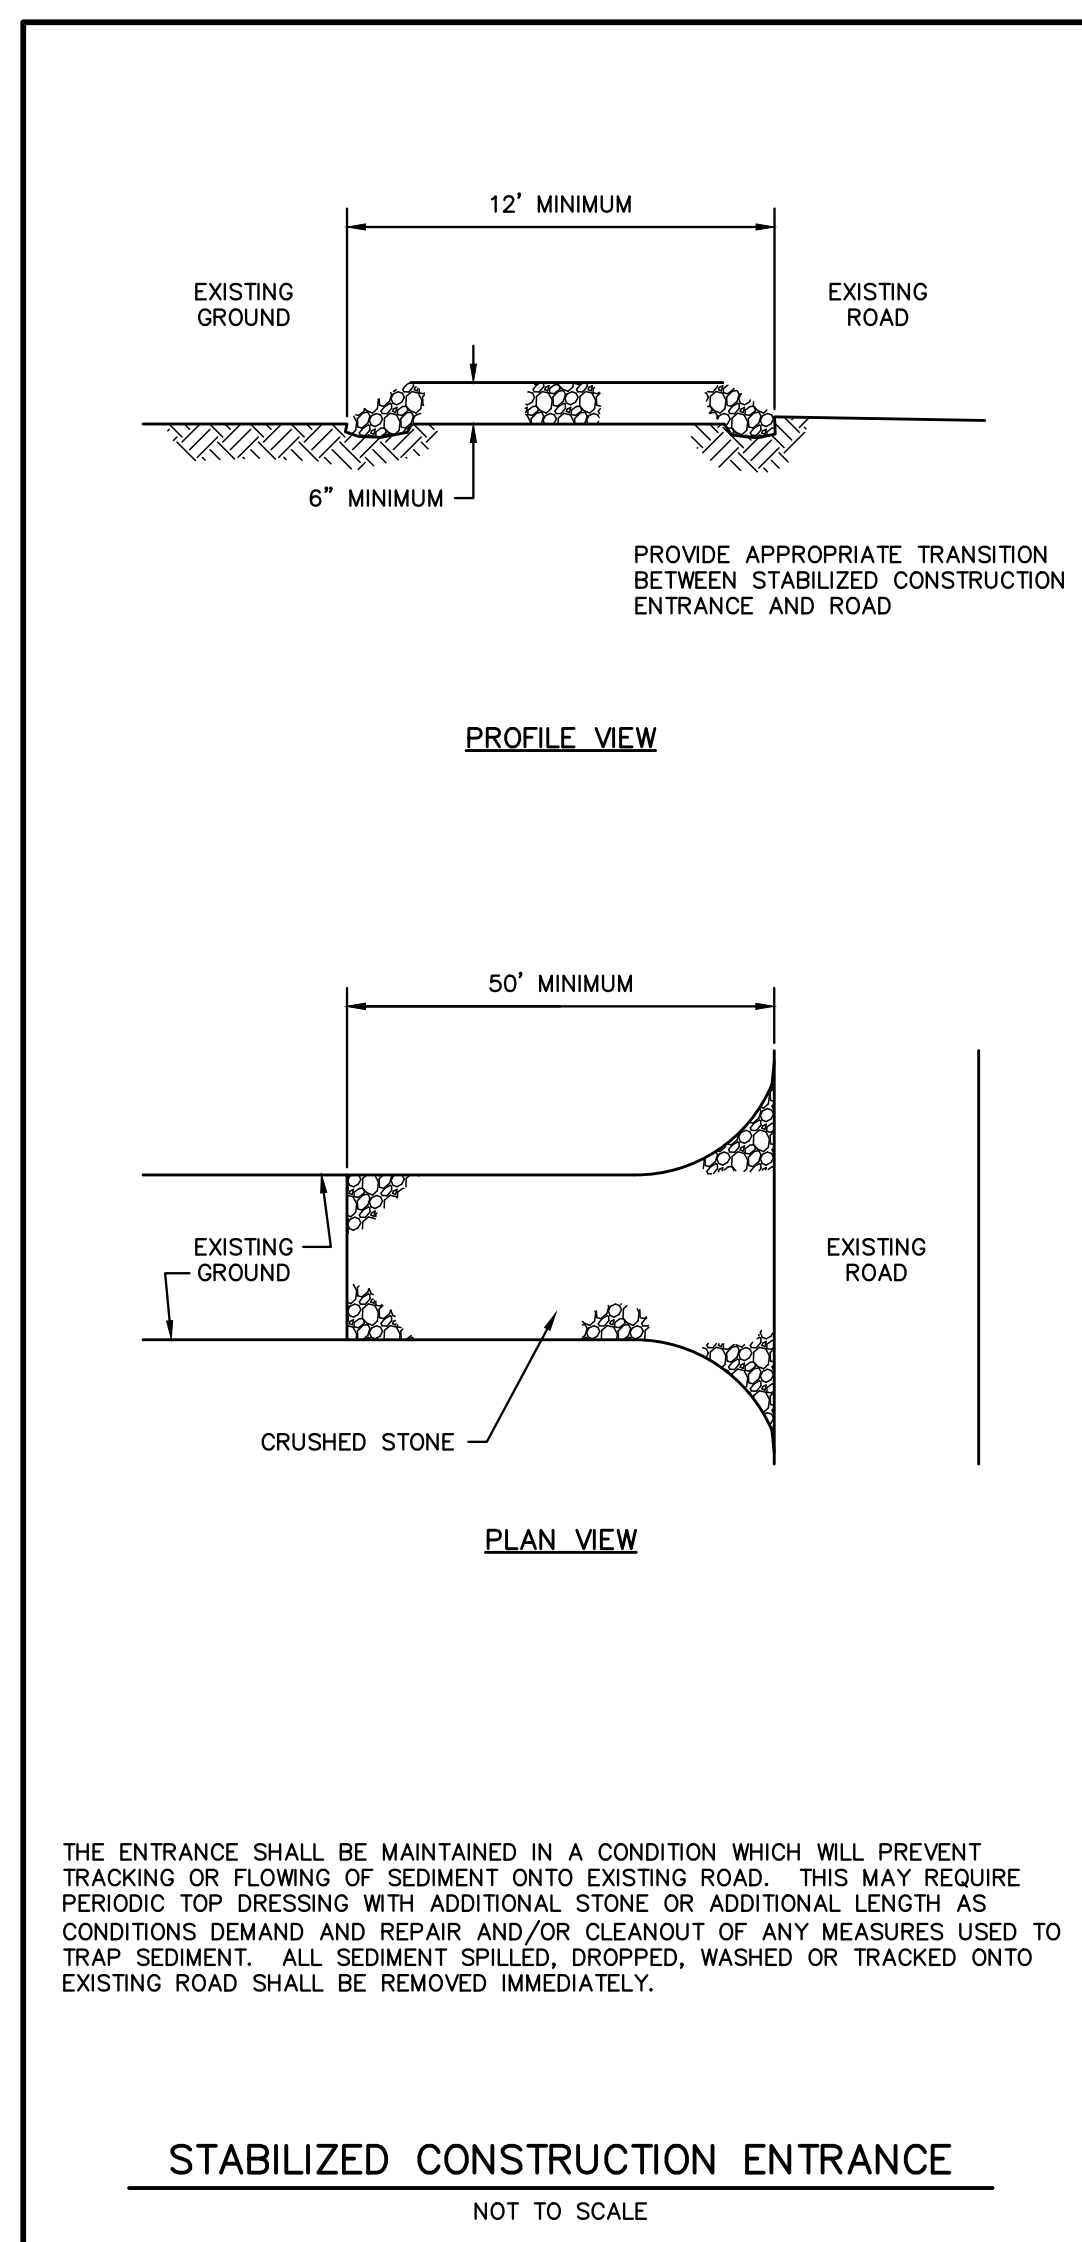 12' MINIMUM
EXISTING
GROUND
EXISTING
ROAD
6" MINIMUM
PROVIDE APPROPRIATE TRANSITION
BETWEEN STABILIZED CONSTRUCTION
ENTRANCE AND ROAD
PROFILE VIEW
50' MINIMUM
EXISTING
GROUND
EXISTING
ROAD
CRUSHED STONE
PLAN VIEW
THE ENTRANCE SHALL BE MAINTAINED IN A CONDITION WHICH WILL PREVENT
TRACKING OR FLOWING OF SEDIMENT ONTO EXISTING ROAD. THIS MAY REQUIRE
PERIODIC TOP DRESSING WITH ADDITIONAL STONE OR ADDITIONAL LENGTH AS
CONDITIONS DEMAND AND REPAIR AND/OR CLEANOUT OF ANY MEASURES USED TO
TRAP SEDIMENT. ALL SEDIMENT SPILLED, DROPPED, WASHED OR TRACKED ONTO
EXISTING ROAD SHALL BE REMOVED IMMEDIATELY.
STABILIZED CONSTRUCTION ENTRANCE
NOT TO SCALE